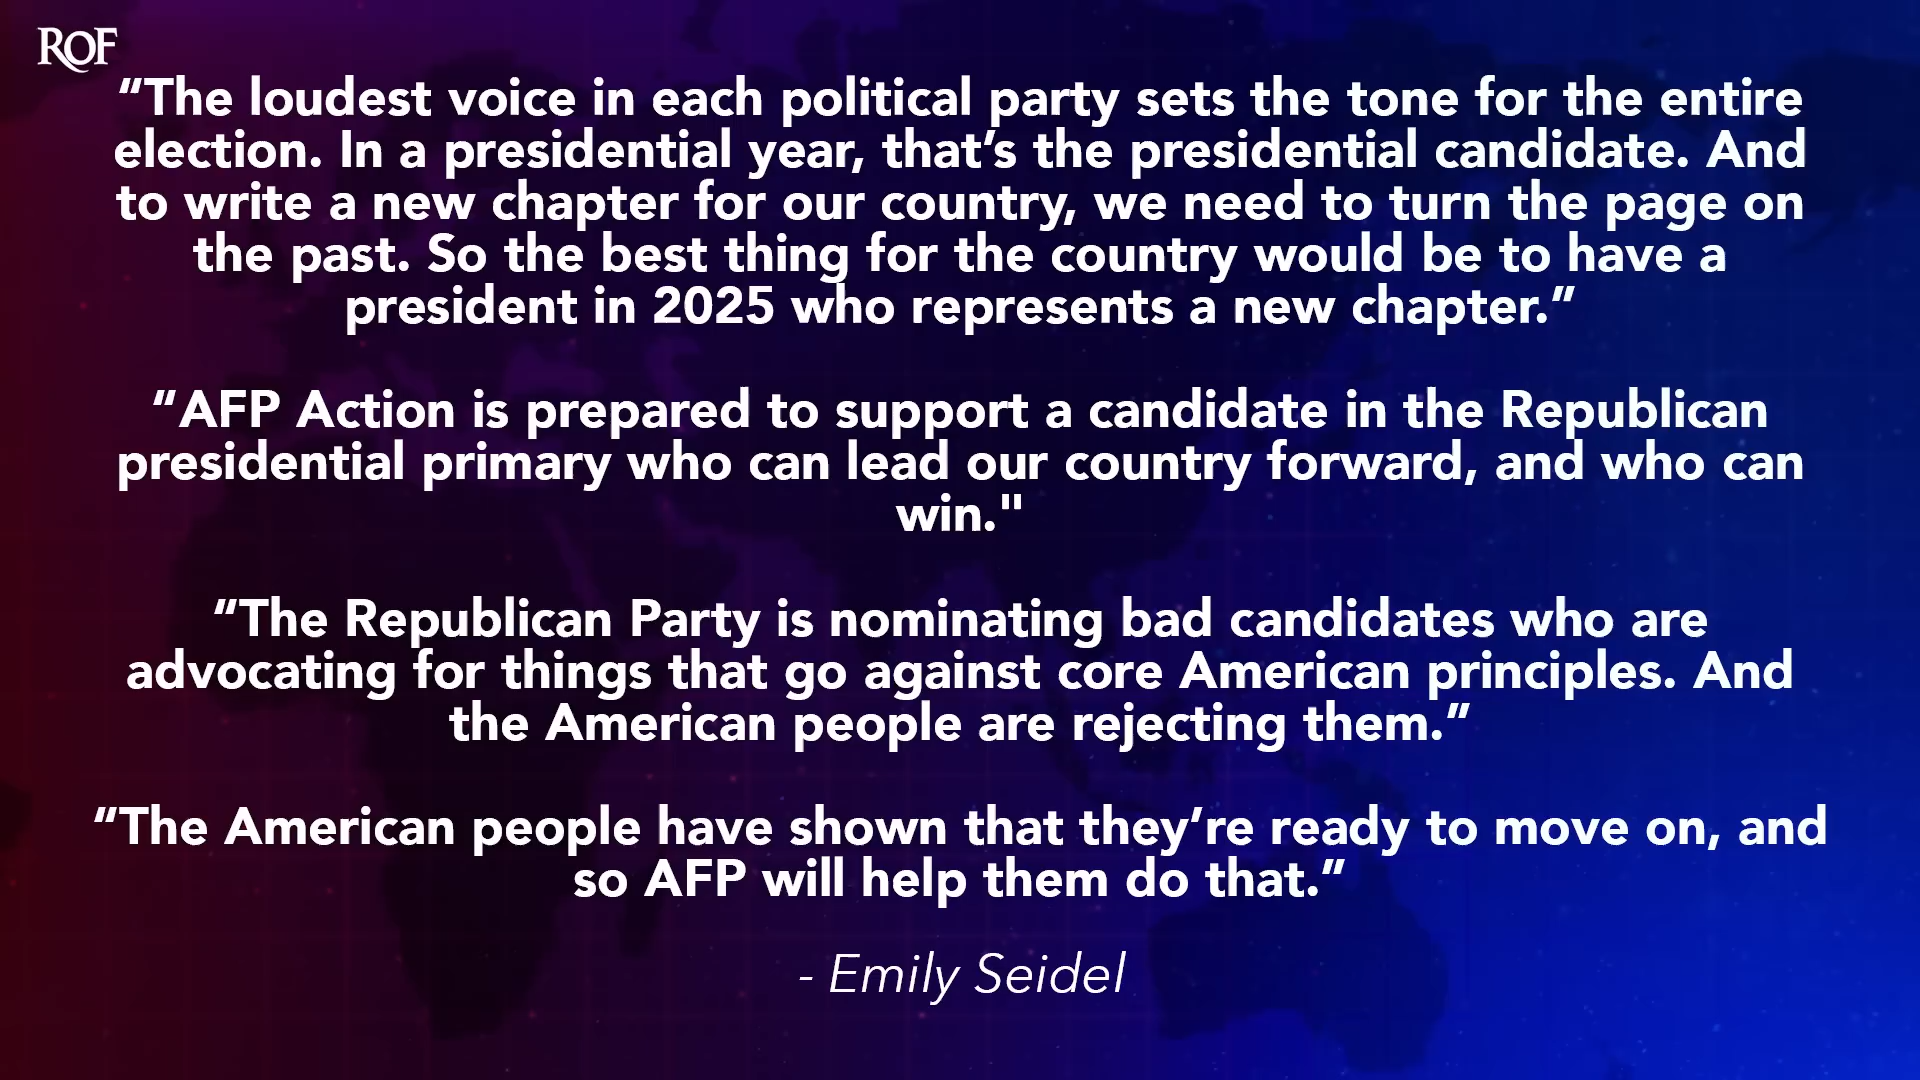 ROF
“The loudest voice in each political party sets the tone for the entire
election. In a presidential year, that’s the presidential candidate. And
to write a new chapter for our country, we need to turn the page on
the past. So the best thing for the country would be to have a
president in 2025 who represents a new chapter.”
“AFP Action is prepared to support a candidate in the Republican
presidential primary who can lead our country forward, and who can
win."
“The Republican Party is nominating bad candidates who are
advocating for things that go against core American principles. And
the American people are rejecting them.”
“The American people have shown that they’re ready to move on, and
so AFP will help them do that.”
- Emily Seidel